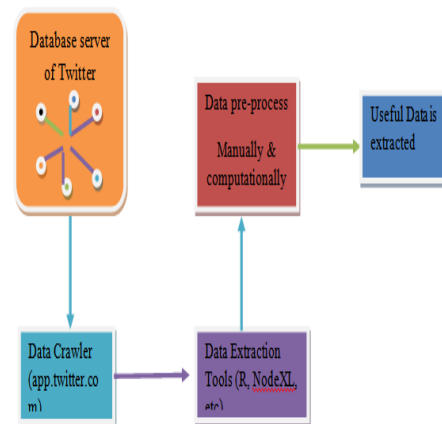 Database server
of Twitter
Data pre-process
Manually &
computationally
Useful Data is
extracted
Data Crawler
(app.twitter.co
m)
Data Extraction
Tools (R, NodeXL,
etc)